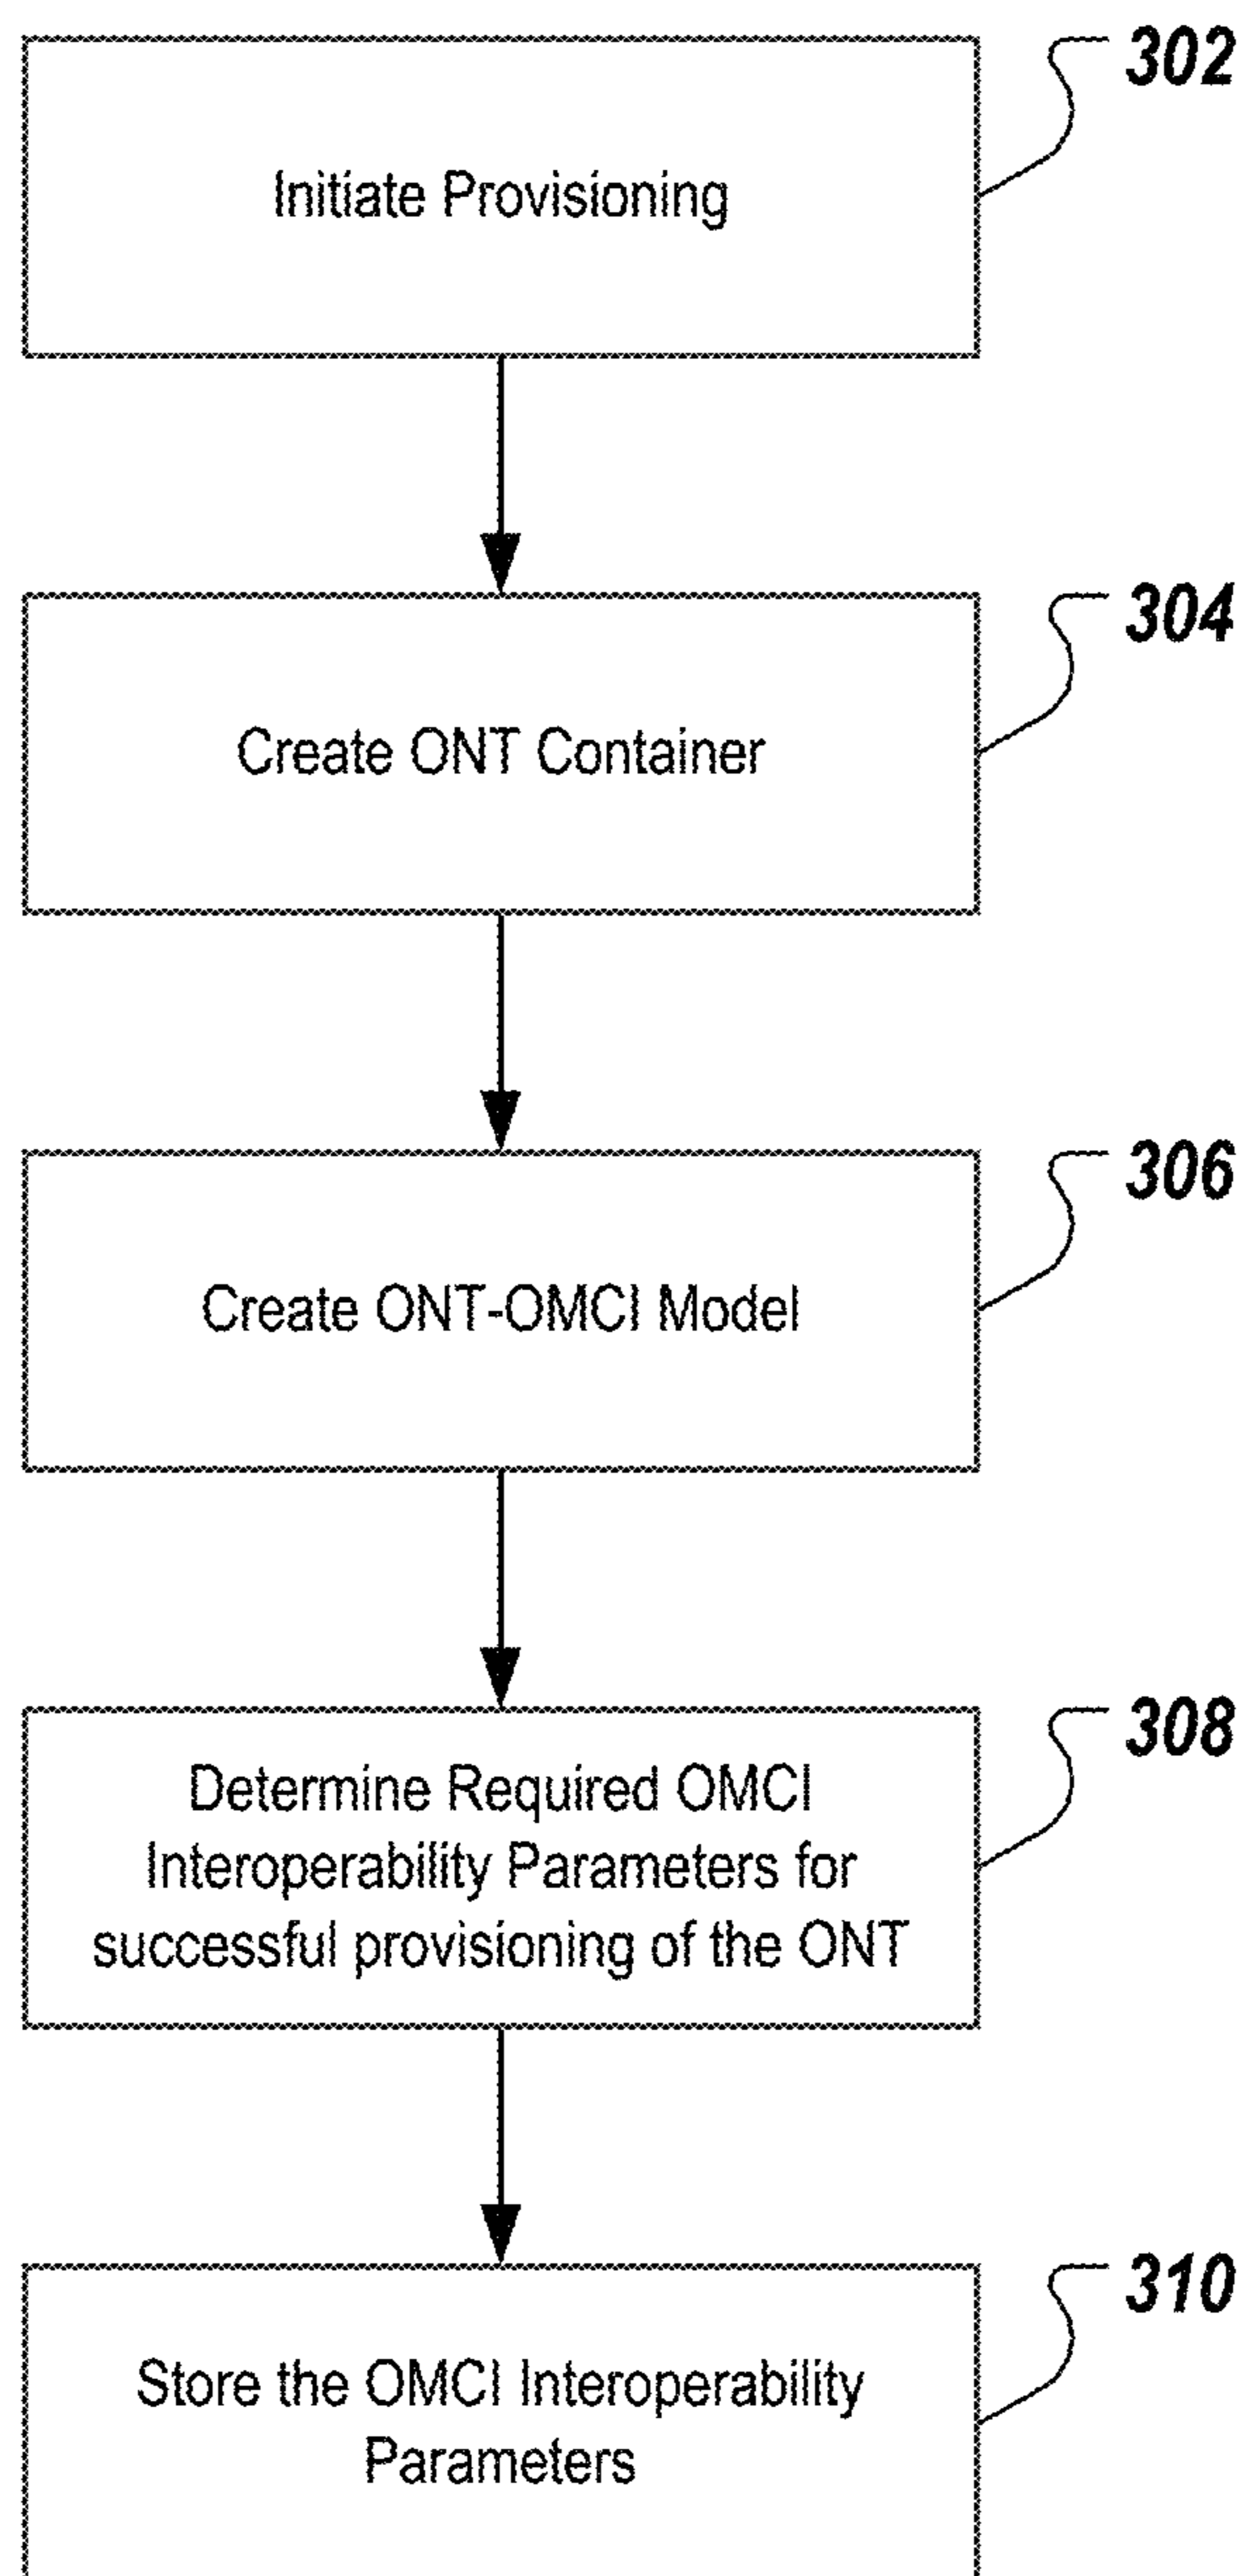 302
Initiate Provisioning
304
Create ONT Container
306
Create ONT-OMCI Model
308
Determine Required OMCI
Interoperability Parameters for
successful provisioning of the ONT
310
Store the OMCI Interoperability
Parameters